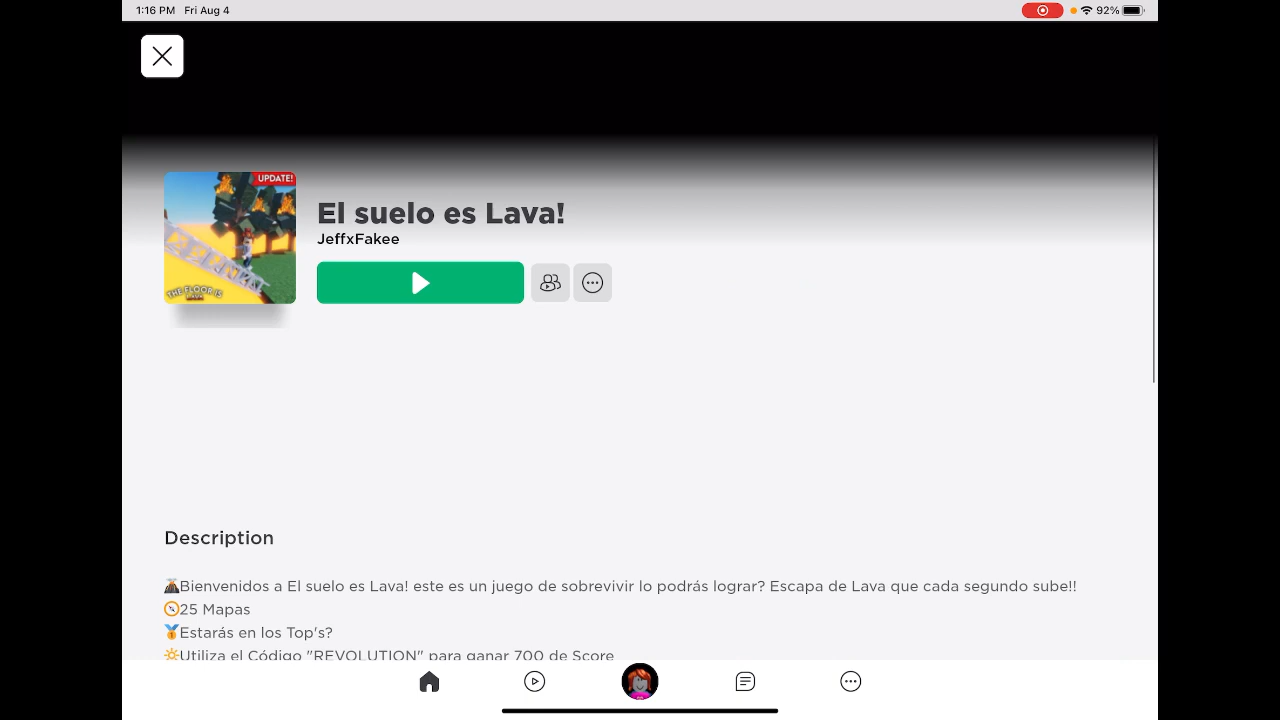 1:16 PM Fri Aug 4
92%
UPDATE!
THE FLOOR IS
El suelo es Lava!
JeffxFakee
Description
🌋Bienvenidos a El suelo es Lava! este es un juego de sobrevivir lo podrás lograr? Escapa de Lava que cada segundo sube!!
🧭25 Mapas
🥇Estarás en los Top's?
🔆Utiliza el Código "REVOLUTION" para ganar 700 de Score